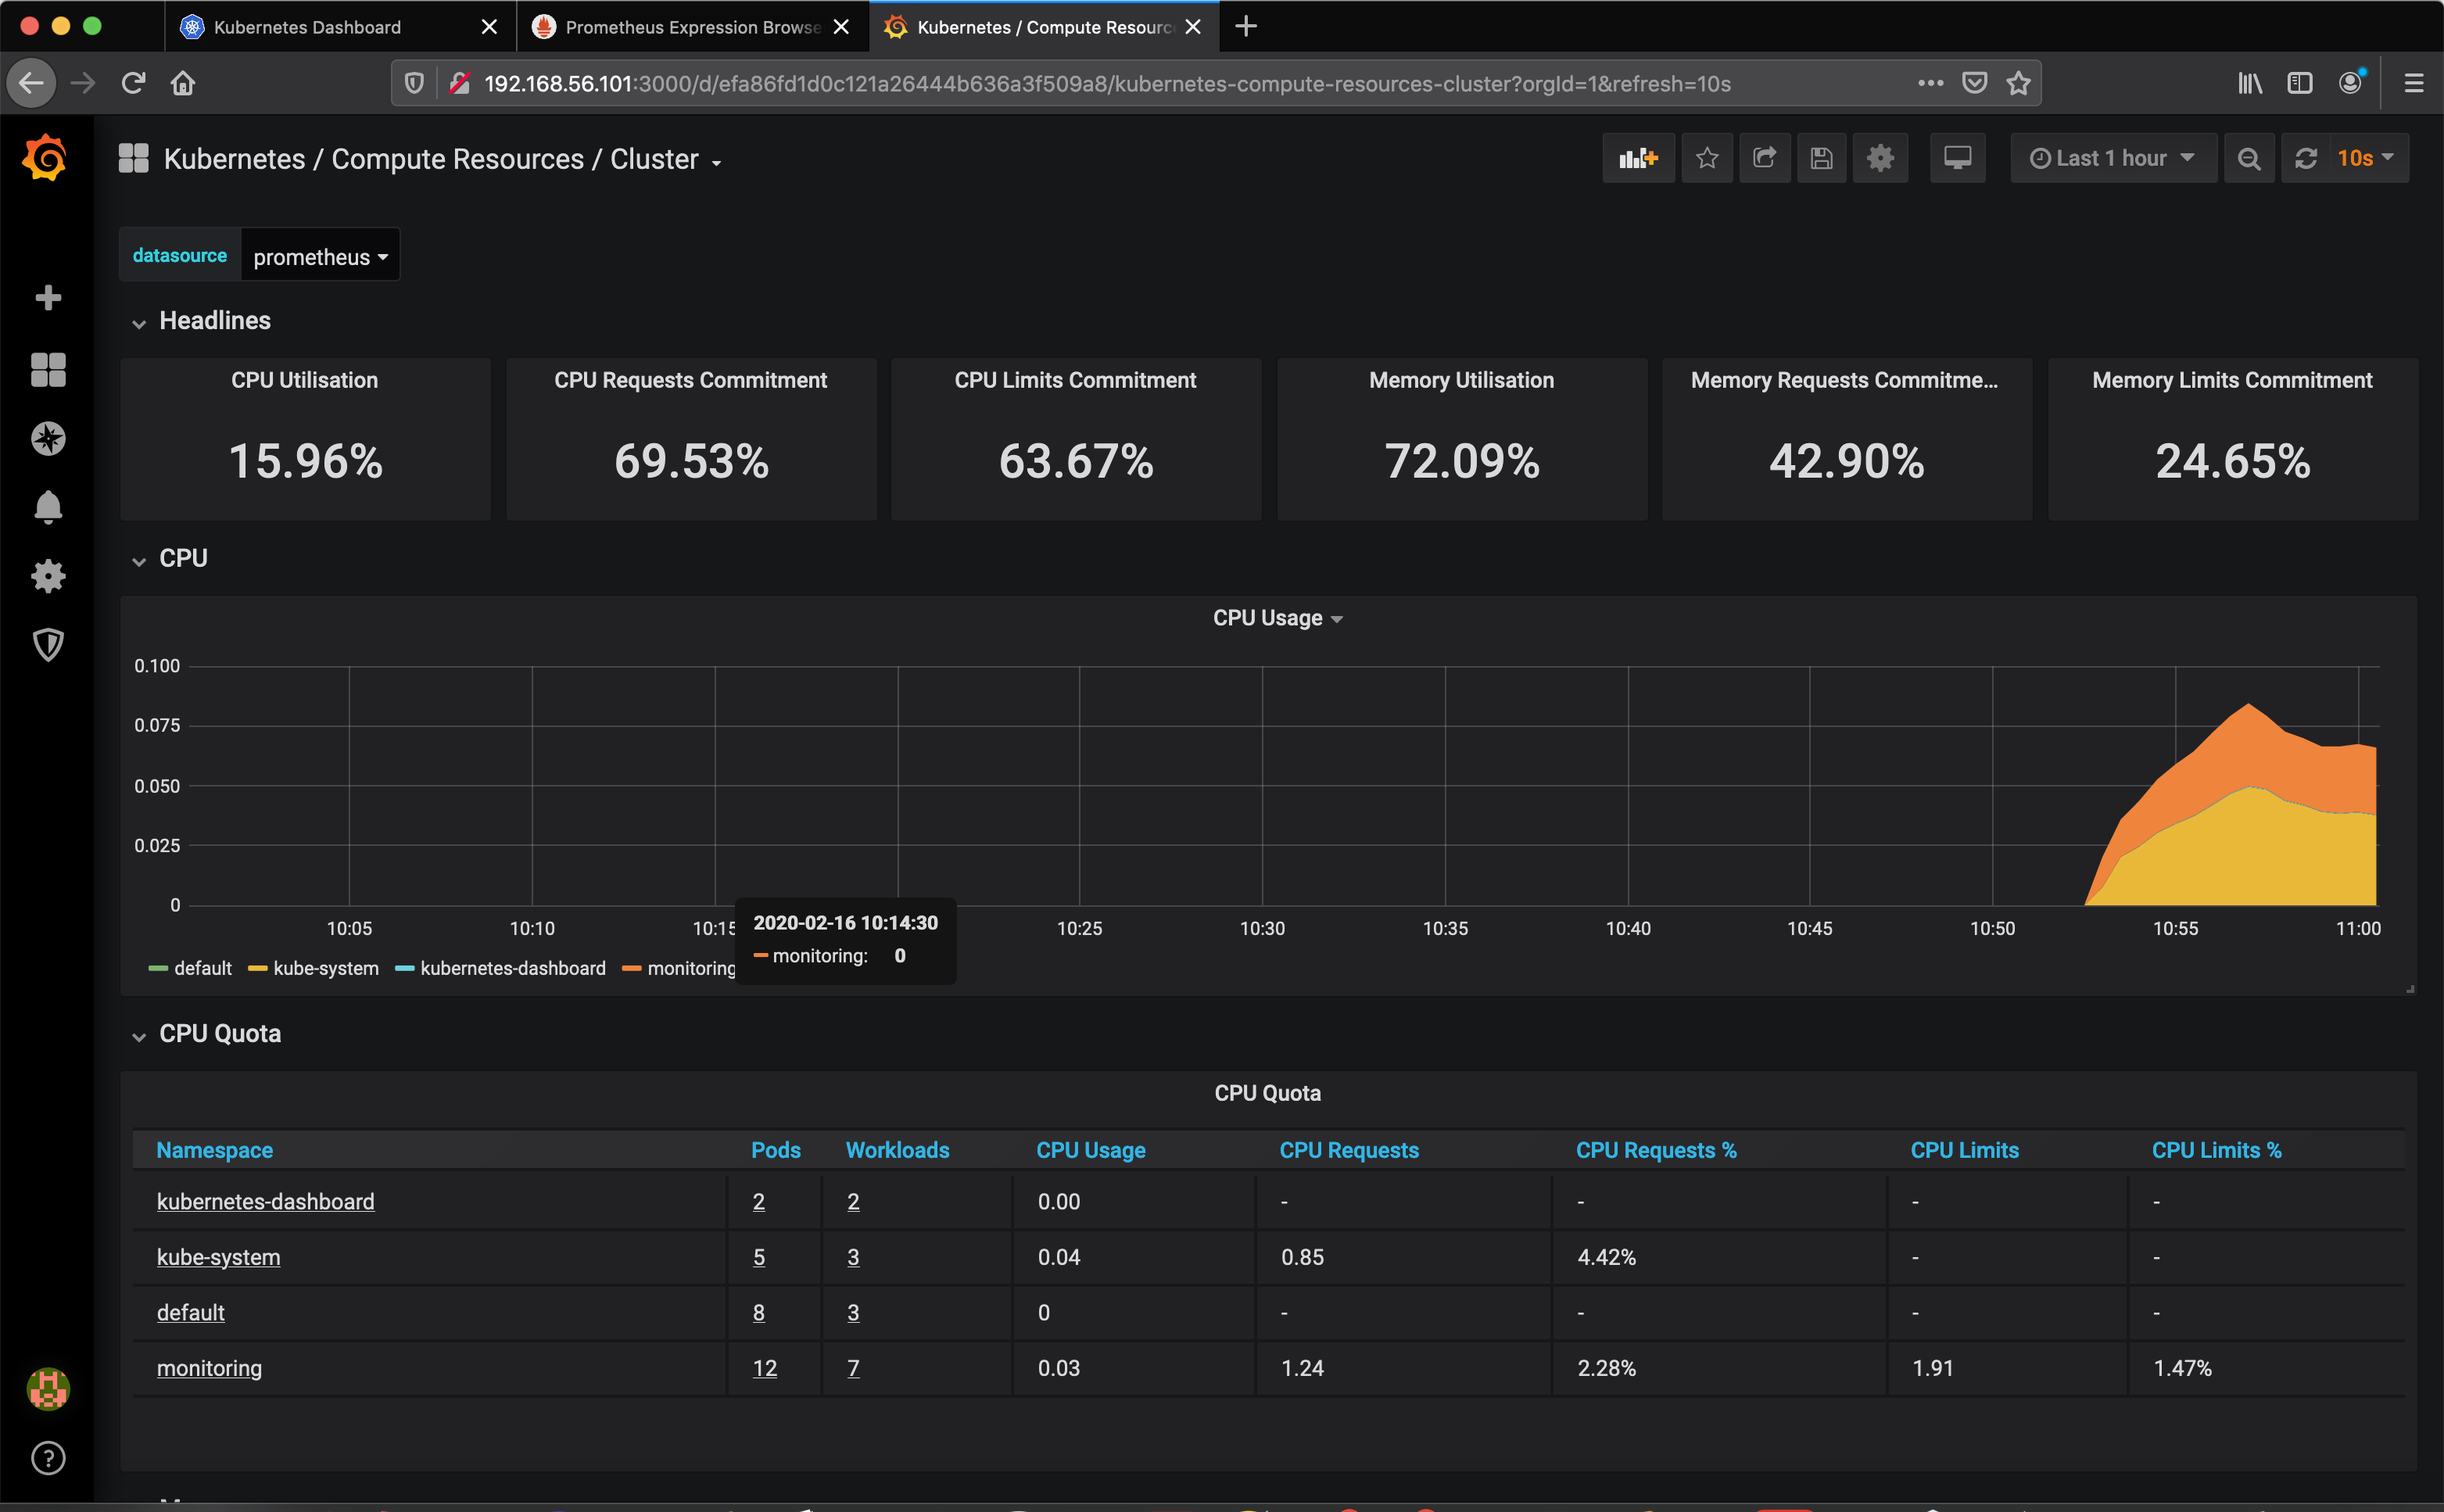 Kubernetes Dashboard
Prometheus Expression Browse
Kubernetes / Compute Resourc
192.168.56.101:3000/d/efa86fd1d0c121a26444b636a3f509a8/kubernetes-compute-resources-cluster?orgId=1&refresh=10s
Kubernetes / Compute Resources / Cluster
Last 1 hour
10s
datasource prometheus
Headlines
CPU Utilisation
CPU Requests Commitment
CPU Limits Commitment
Memory Utilisation
Memory Requests Commitme...
Memory Limits Commitment
15.96%
69.53%
63.67%
72.09%
42.90%
24.65%
CPU
CPU Usage
0.100
0.075
0.050
0.025
0
10:05 10:10 10:15 10:25 10:30 10:35 10:40 10:45 10:50 10:55 11:00
2020-02-16 10:14:30
monitoring: 0
default kube-system kubernetes-dashboard monitoring
CPU Quota
CPU Quota
Namespace Pods Workloads CPU Usage CPU Requests CPU Requests % CPU Limits CPU Limits %
kubernetes-dashboard 2 2 0.00 - - - -
kube-system 5 3 0.04 0.85 4.42% - -
default 8 3 0 - - - -
monitoring 12 7 0.03 1.24 2.28% 1.91 1.47%